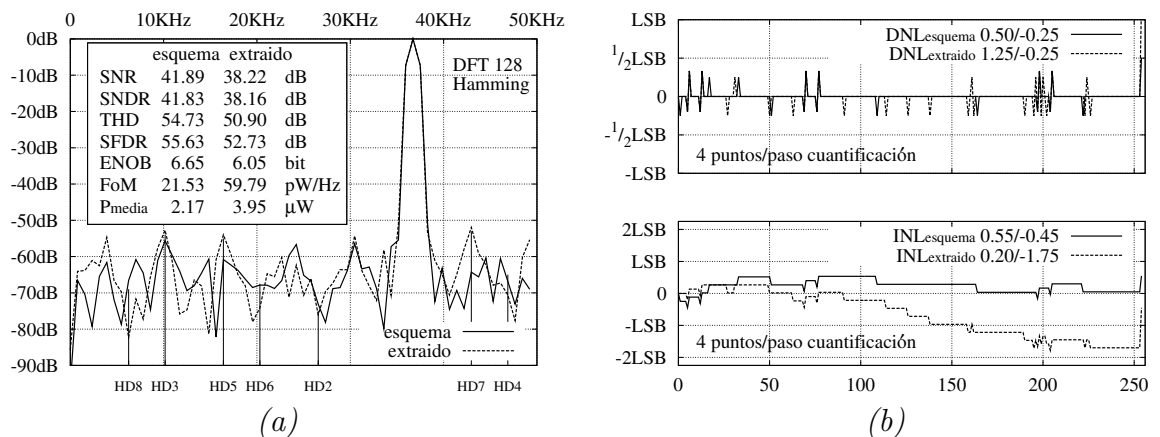 0 10KHz 20KHz 30KHz 40KHz 50KHz
0dB
-10dB
-20dB
-30dB
-40dB
-50dB
-60dB
-70dB
-80dB
-90dB
esquema extraido
SNR 41.89 38.22 dB
SNDR 41.83 38.16 dB
THD 54.73 50.90 dB
SFDR 55.63 52.73 dB
ENOB 6.65 6.05 bit
FoM 21.53 59.79 pW/Hz
Pmedia 2.17 3.95 µW
DFT 128
Hamming
esquema
extraido
HD8 HD3 HD5 HD6 HD2 HD7 HD4
(a)
LSB
1/2LSB
0
-1/2LSB
-LSB
DNLesquema 0.50/-0.25
DNLextraido 1.25/-0.25
4 puntos/paso cuantificación
2LSB
LSB
0
-LSB
-2LSB
INLesquema 0.55/-0.45
INLextraido 0.20/-1.75
4 puntos/paso cuantificación
0 50 100 150 200 250
(b)